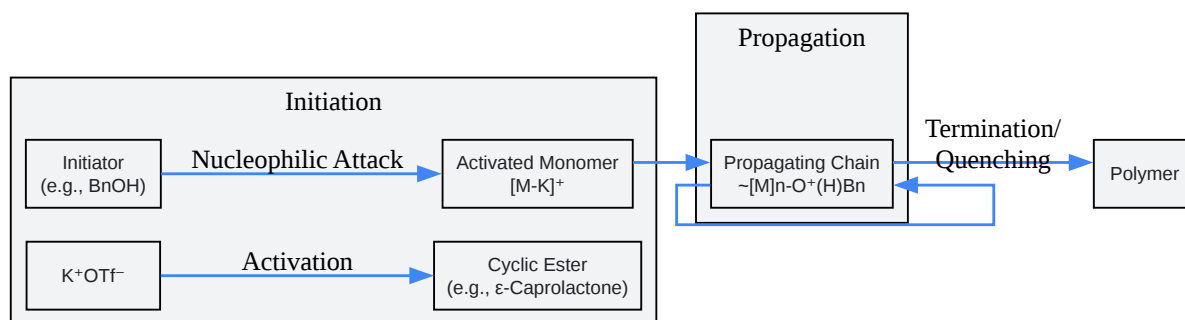 Propagation
Initiation
Initiator
(e.g., BnOH)
Nucleophilic Attack
Activated Monomer
[M-K]⁺
Propagating Chain
~[M]n-O⁺(H)Bn
Termination/
Quenching
Polymer
K⁺OTf⁻
Activation
Cyclic Ester
(e.g., ε-Caprolactone)